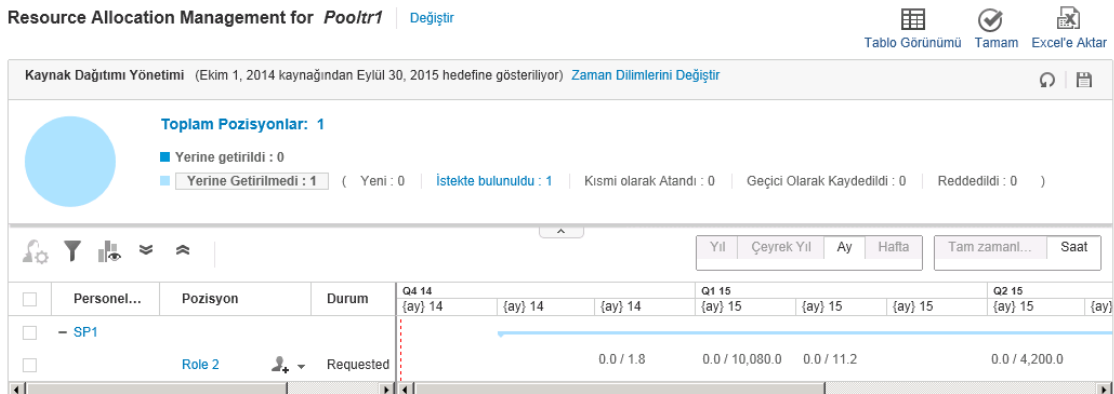 Resource Allocation Management for Pooltr1 Değiştir
Tablo Görünümü Tamam Excel'e Aktar
Kaynak Dağıtımı Yönetimi (Ekim 1, 2014 kaynağından Eylül 30, 2015 hedefine gösteriliyor) Zaman Dilimlerini Değiştir
Toplam Pozisyonlar: 1
Yerine getirildi : 0
Yerine Getirilmedi : 1 ( Yeni : 0 İstekte bulunuldu : 1 Kısmi olarak Atandı : 0 Geçici Olarak Kaydedildi : 0 Reddedildi : 0 )
Yıl Çeyrek Yıl Ay Hafta Tam zamanl... Saat
Personel... Pozisyon Durum
Q4 14 Q1 15 Q2 15
{ay} 14 {ay} 14 {ay} 14 {ay} 15 {ay} 15 {ay} 15 {ay} 15 {ay}
SP1
Role 2 Requested 0.0 / 1.8 0.0 / 10,080.0 0.0 / 11.2 0.0 / 4,200.0